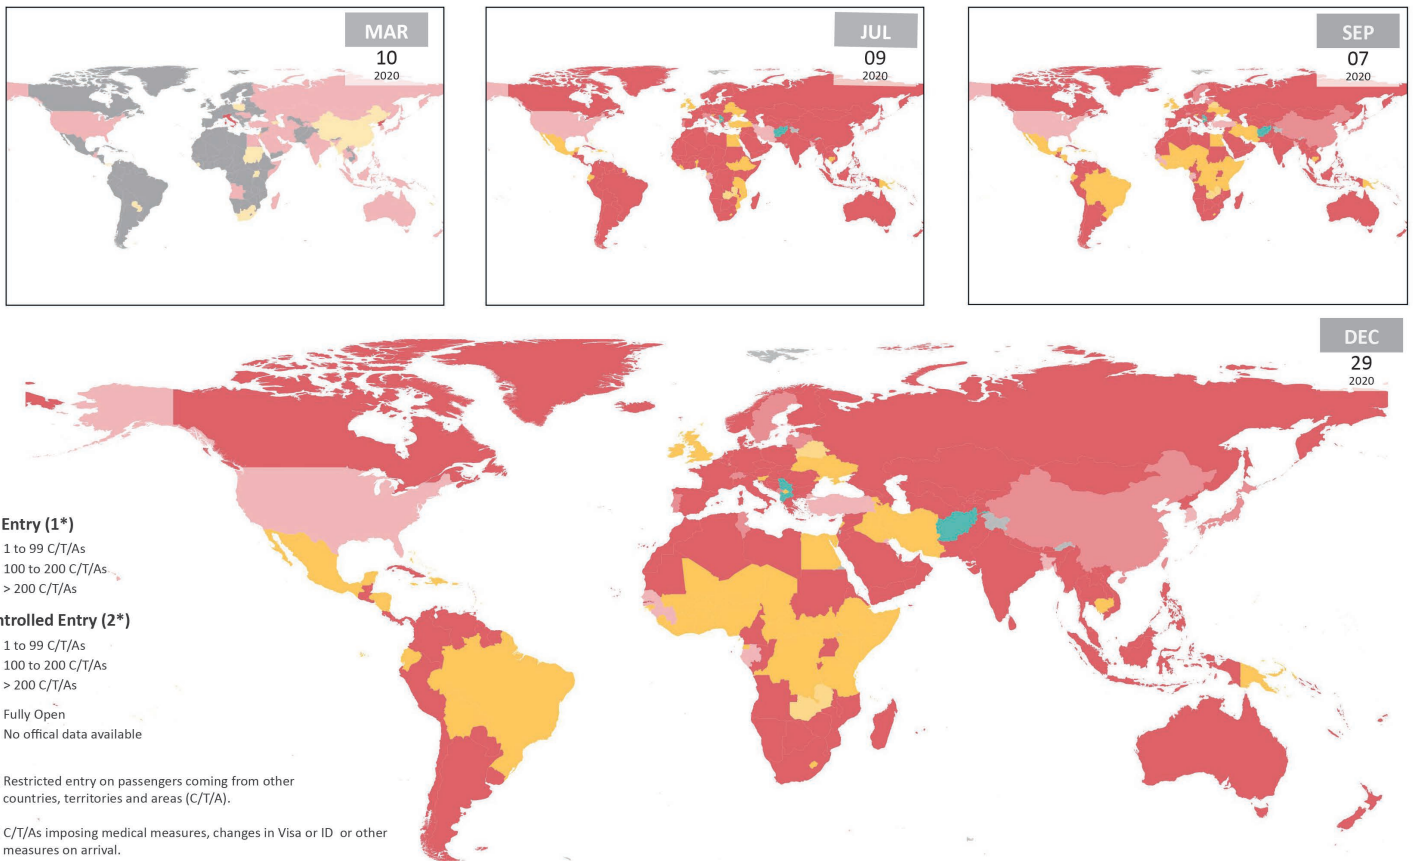 MAR
10
2020
JUL
09
2020
SEP
07
2020
DEC
29
2020
Entry (1*)
1 to 99 C/T/As
100 to 200 C/T/As
> 200 C/T/As
ntrolled Entry (2*)
1 to 99 C/T/As
100 to 200 C/T/As
> 200 C/T/As
Fully Open
No offical data available
Restricted entry on passengers coming from other
countries, territories and areas (C/T/A).
C/T/As imposing medical measures, changes in Visa or ID or other
measures on arrival.